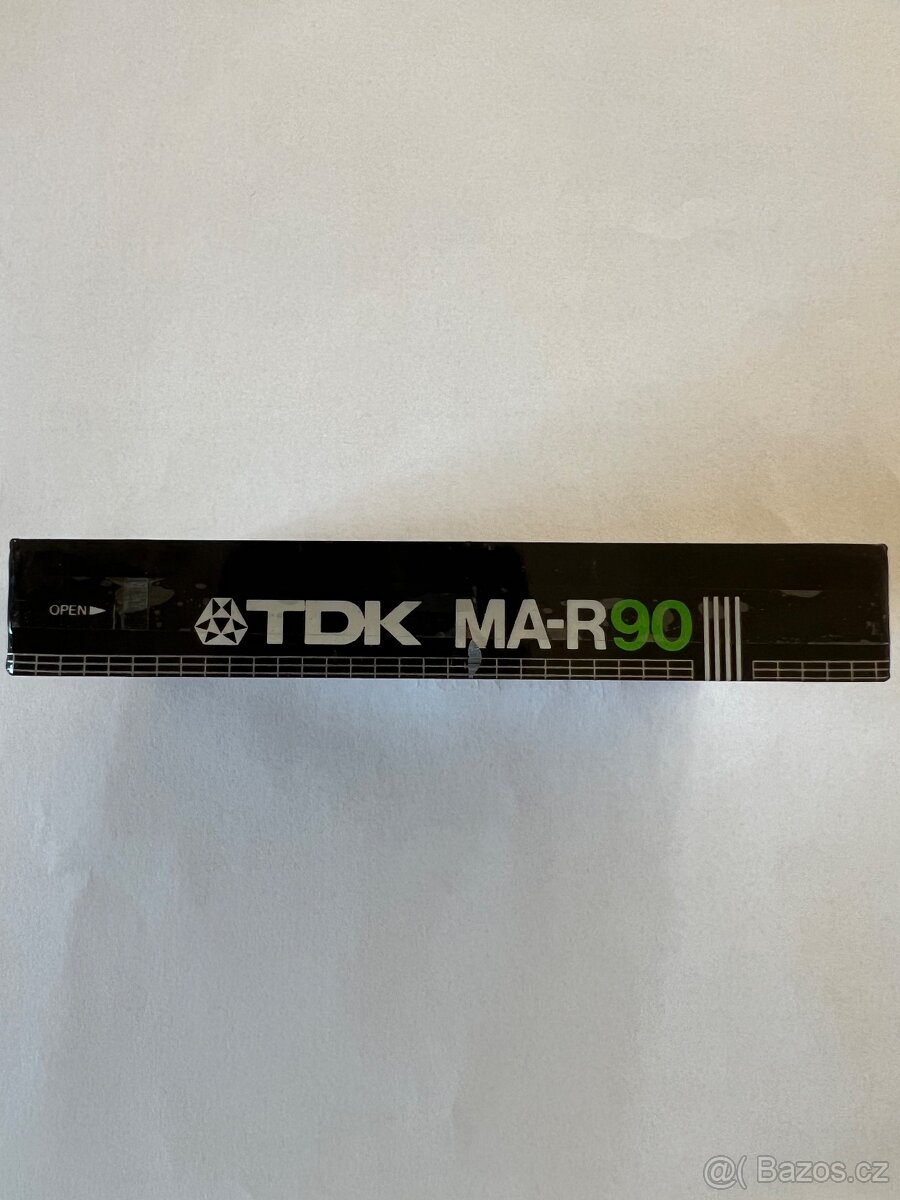 OPEN
TDK MA-R90
@( Bazos.cz